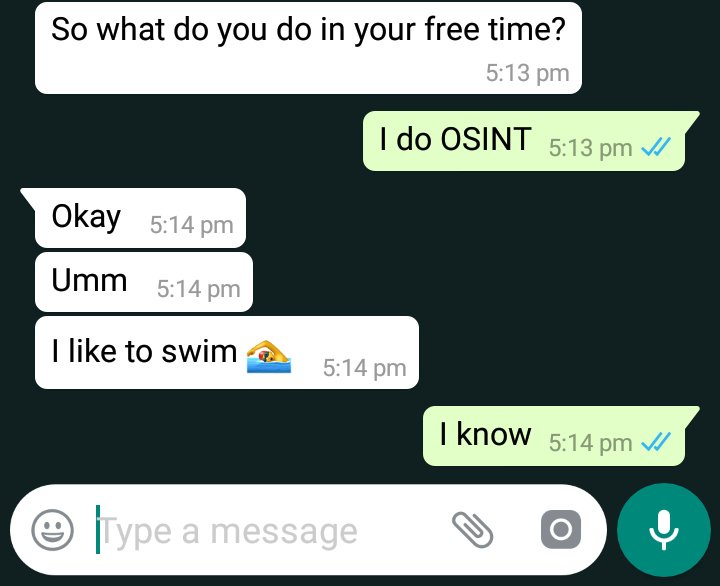 So what do you do in your free time?
5:13 pm
I do OSINT 5:13 pm
Okay 5:14 pm
Umm 5:14 pm
I like to swim 🏊 5:14 pm
I know 5:14 pm
Type a message